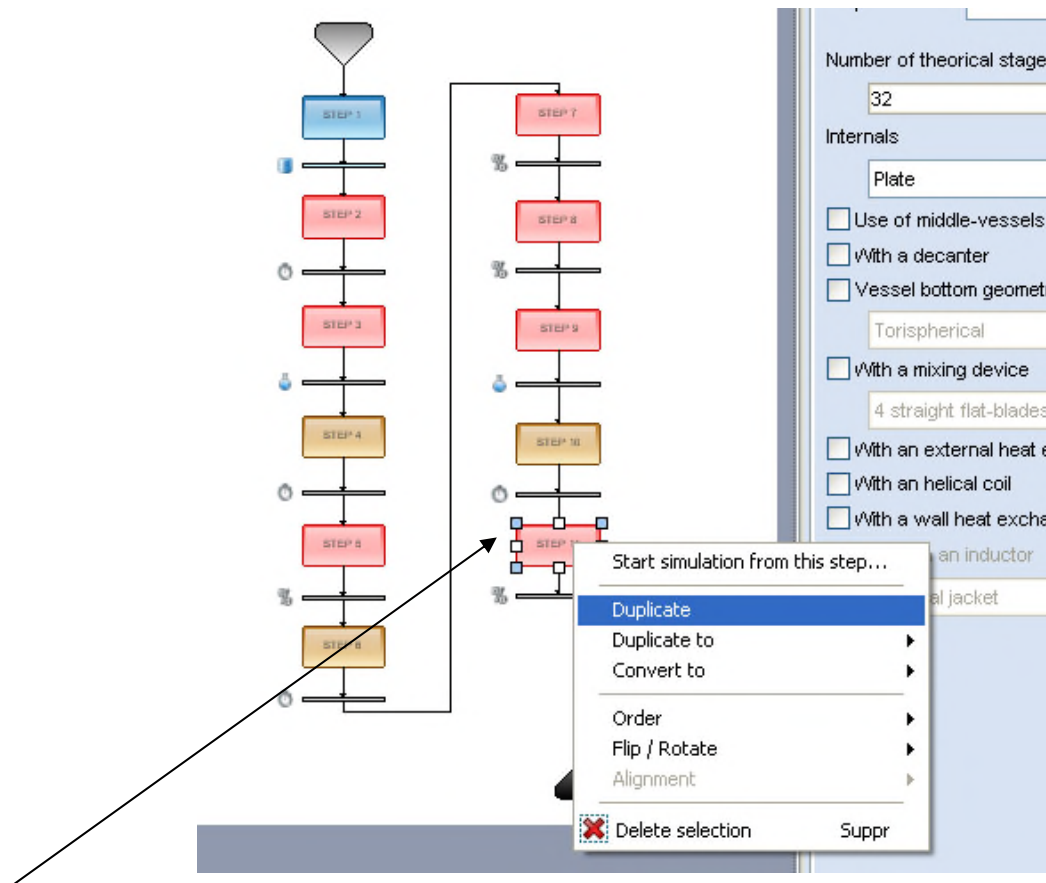 STEP 1
STEP 2
STEP 3
STEP 4
STEP 5
STEP 6
STEP 7
STEP 8
STEP 9
STEP 10
STEP
Start simulation from this step...
Duplicate
Duplicate to
Convert to
Order
Flip / Rotate
Alignment
Delete selection Suppr
Number of theorical stage
32
Internals
Plate
Use of middle-vessels
With a decanter
Vessel bottom geomet
Torispherical
With a mixing device
4 straight flat-blades
With an external heat e
With an helical coil
With a wall heat excha
an inductor
al jacket